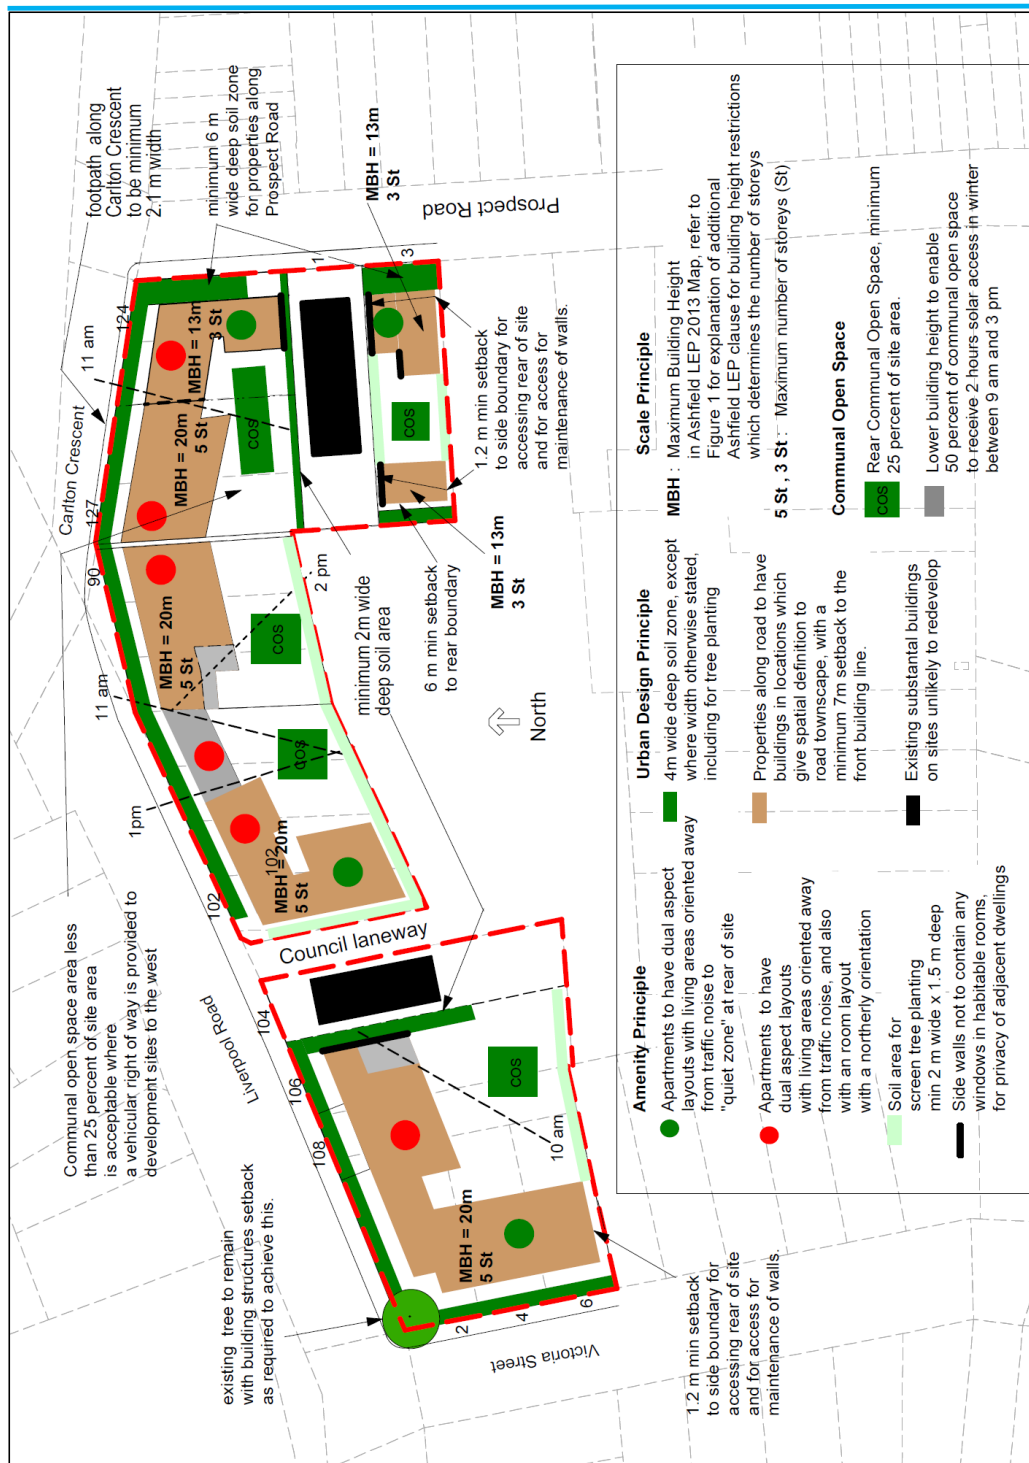 Communal open space area less
than 25 percent of site area
is acceptable where
a vehicular right of way is provided to
development sites to the west
existing tree to remain
with building structures setback
as required to achieve this.
footpath along
Carlton Crescent
to be minimum
2.1 m width
minimum 6 m
wide deep soil zone
for properties along
Prospect Road
MBH = 13m
3 St
Prospect Road
Carlton Crescent
Liverpool Road
Victoria Street
Council laneway
108
106
104
102
90
127
124
1
3
2
4
6
1pm
11 am
11 am
2 pm
10 am
MBH = 20m
5 St
MBH = 20m
5 St
102
MBH = 20m
5 St
MBH = 20m
5 St
MBH = 13m
3 St
COS
COS
COS
COS
COS
1.2 m min setback
to side boundary for
accessing rear of site
and for access for
maintenance of walls.
minimum 2m wide
deep soil area
6 m min setback
to rear boundary
MBH = 13m
3 St
North
1.2 m min setback
to side boundary for
accessing rear of site
and for access for
maintenance of walls.
Amenity Principle
Apartments to have dual aspect
layouts with living areas oriented away
from traffic noise to
"quiet zone" at rear of site
Apartments to have
dual aspect layouts
with living areas oriented away
from traffic noise, and also
with an room layout
with a northerly orientation
Soil area for
screen tree planting
min 2 m wide x 1.5 m deep
Side walls not to contain any
windows in habitable rooms,
for privacy of adjacent dwellings
Urban Design Principle
4m wide deep soil zone, except
where width otherwise stated,
including for tree planting
Properties along road to have
buildings in locations which
give spatial definition to
road townscape, with a
minimum 7m setback to the
front building line.
Existing substantial buildings
on sites unlikely to redevelop
Scale Principle
MBH : Maximum Building Height
in Ashfield LEP 2013 Map, refer to
Figure 1 for explanation of additional
Ashfield LEP clause for building height restrictions
which determines the number of storeys
5 St , 3 St : Maximum number of storeys (St)
Communal Open Space
COS Rear Communal Open Space, minimum
25 percent of site area.
Lower building height to enable
50 percent of communal open space
to receive 2 hours solar access in winter
between 9 am and 3 pm